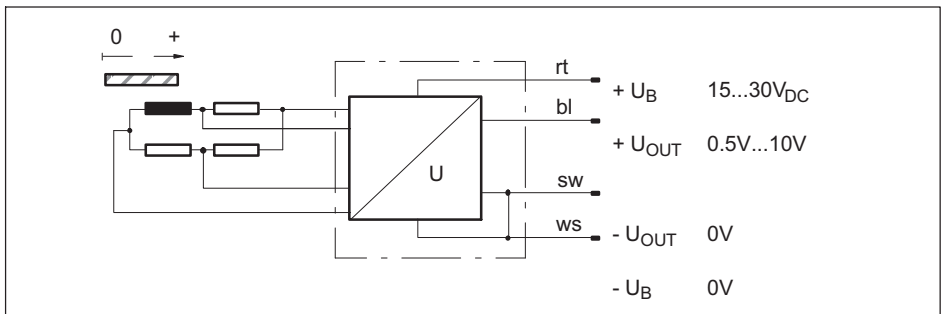 0 +
rt
+ U_B 15...30V_DC
bl
+ U_OUT 0.5V...10V
U
sw
ws
- U_OUT 0V
- U_B 0V